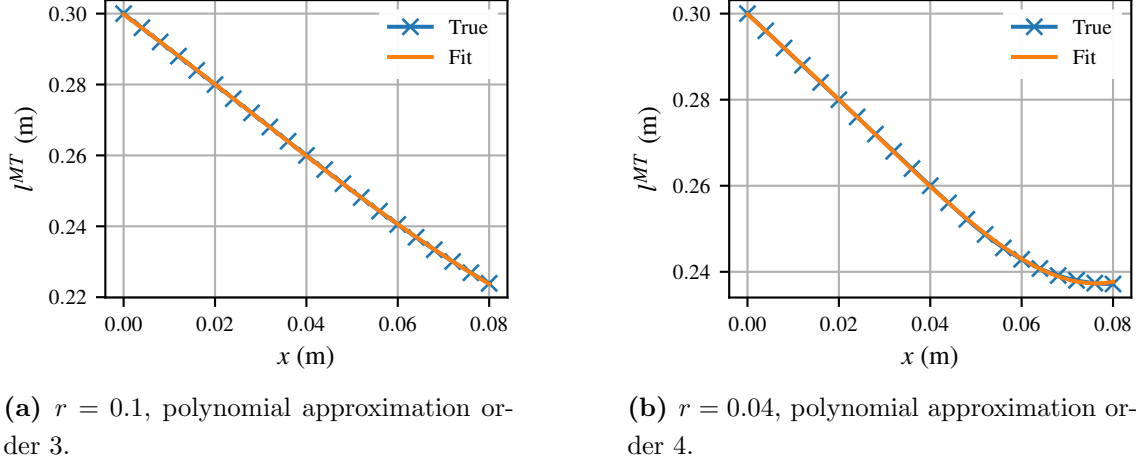 0.30
0.28
0.26
0.24
0.22
l^{MT} (m)
True
Fit
0.00 0.02 0.04 0.06 0.08
x (m)
(a) r = 0.1, polynomial approximation or-
der 3.
0.30
0.28
0.26
0.24
l^{MT} (m)
True
Fit
0.00 0.02 0.04 0.06 0.08
x (m)
(b) r = 0.04, polynomial approximation or-
der 4.